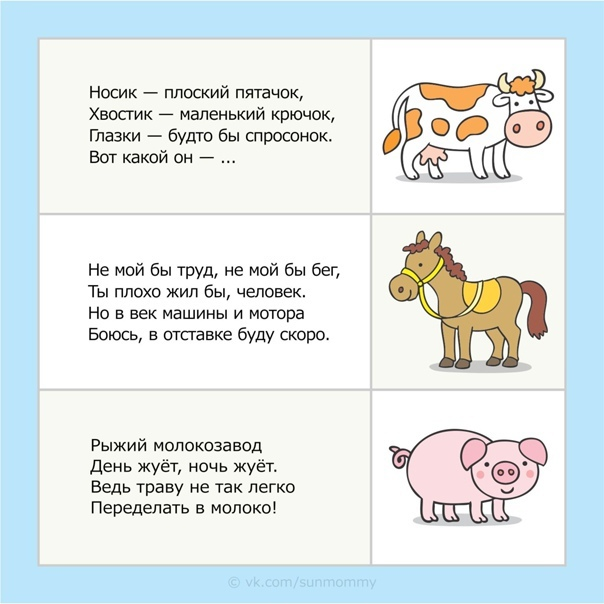 Носик — плоский пятачок,
Хвостик — маленький крючок,
Глазки — будто бы спросонок.
Вот какой он — ...
Не мой бы труд, не мой бы бег,
Ты плохо жил бы, человек.
Но в век машины и мотора
Боюсь, в отставке буду скоро.
Рыжий молокозавод
День жуёт, ночь жуёт.
Ведь траву не так легко
Переделать в молоко!
© vk.com/sunmommy